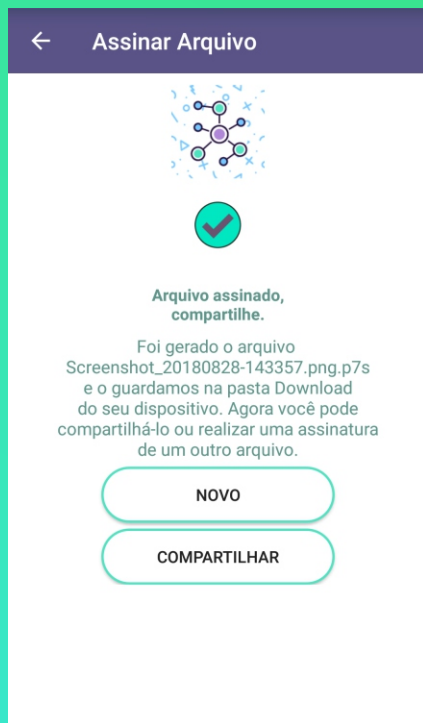 Assinar Arquivo
Arquivo assinado,
compartilhe.
Foi gerado o arquivo
Screenshot_20180828-143357.png.p7s
e o guardamos na pasta Download
do seu dispositivo. Agora você pode
compartilhá-lo ou realizar uma assinatura
de um outro arquivo.
NOVO
COMPARTILHAR